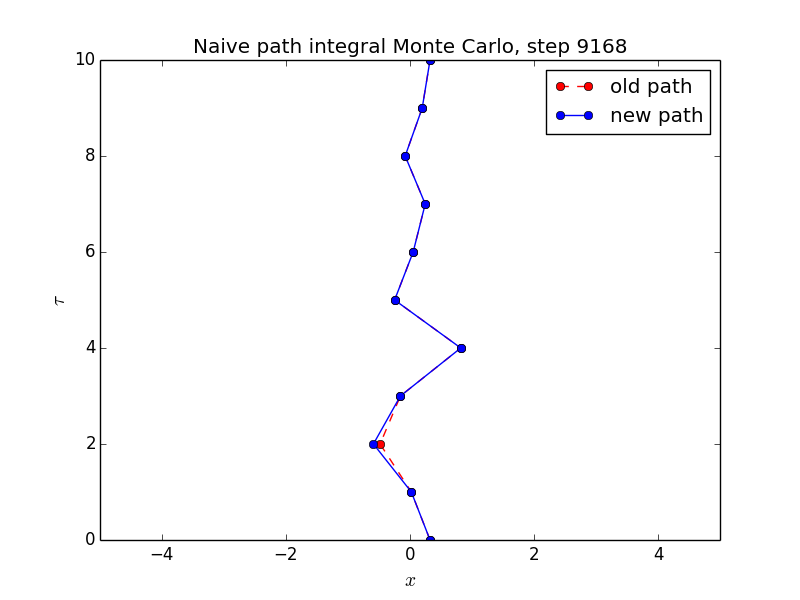 Naive path integral Monte Carlo, step 9168
10
8
6
4
2
0
τ
old path
new path
−4
−2
0
2
4
x